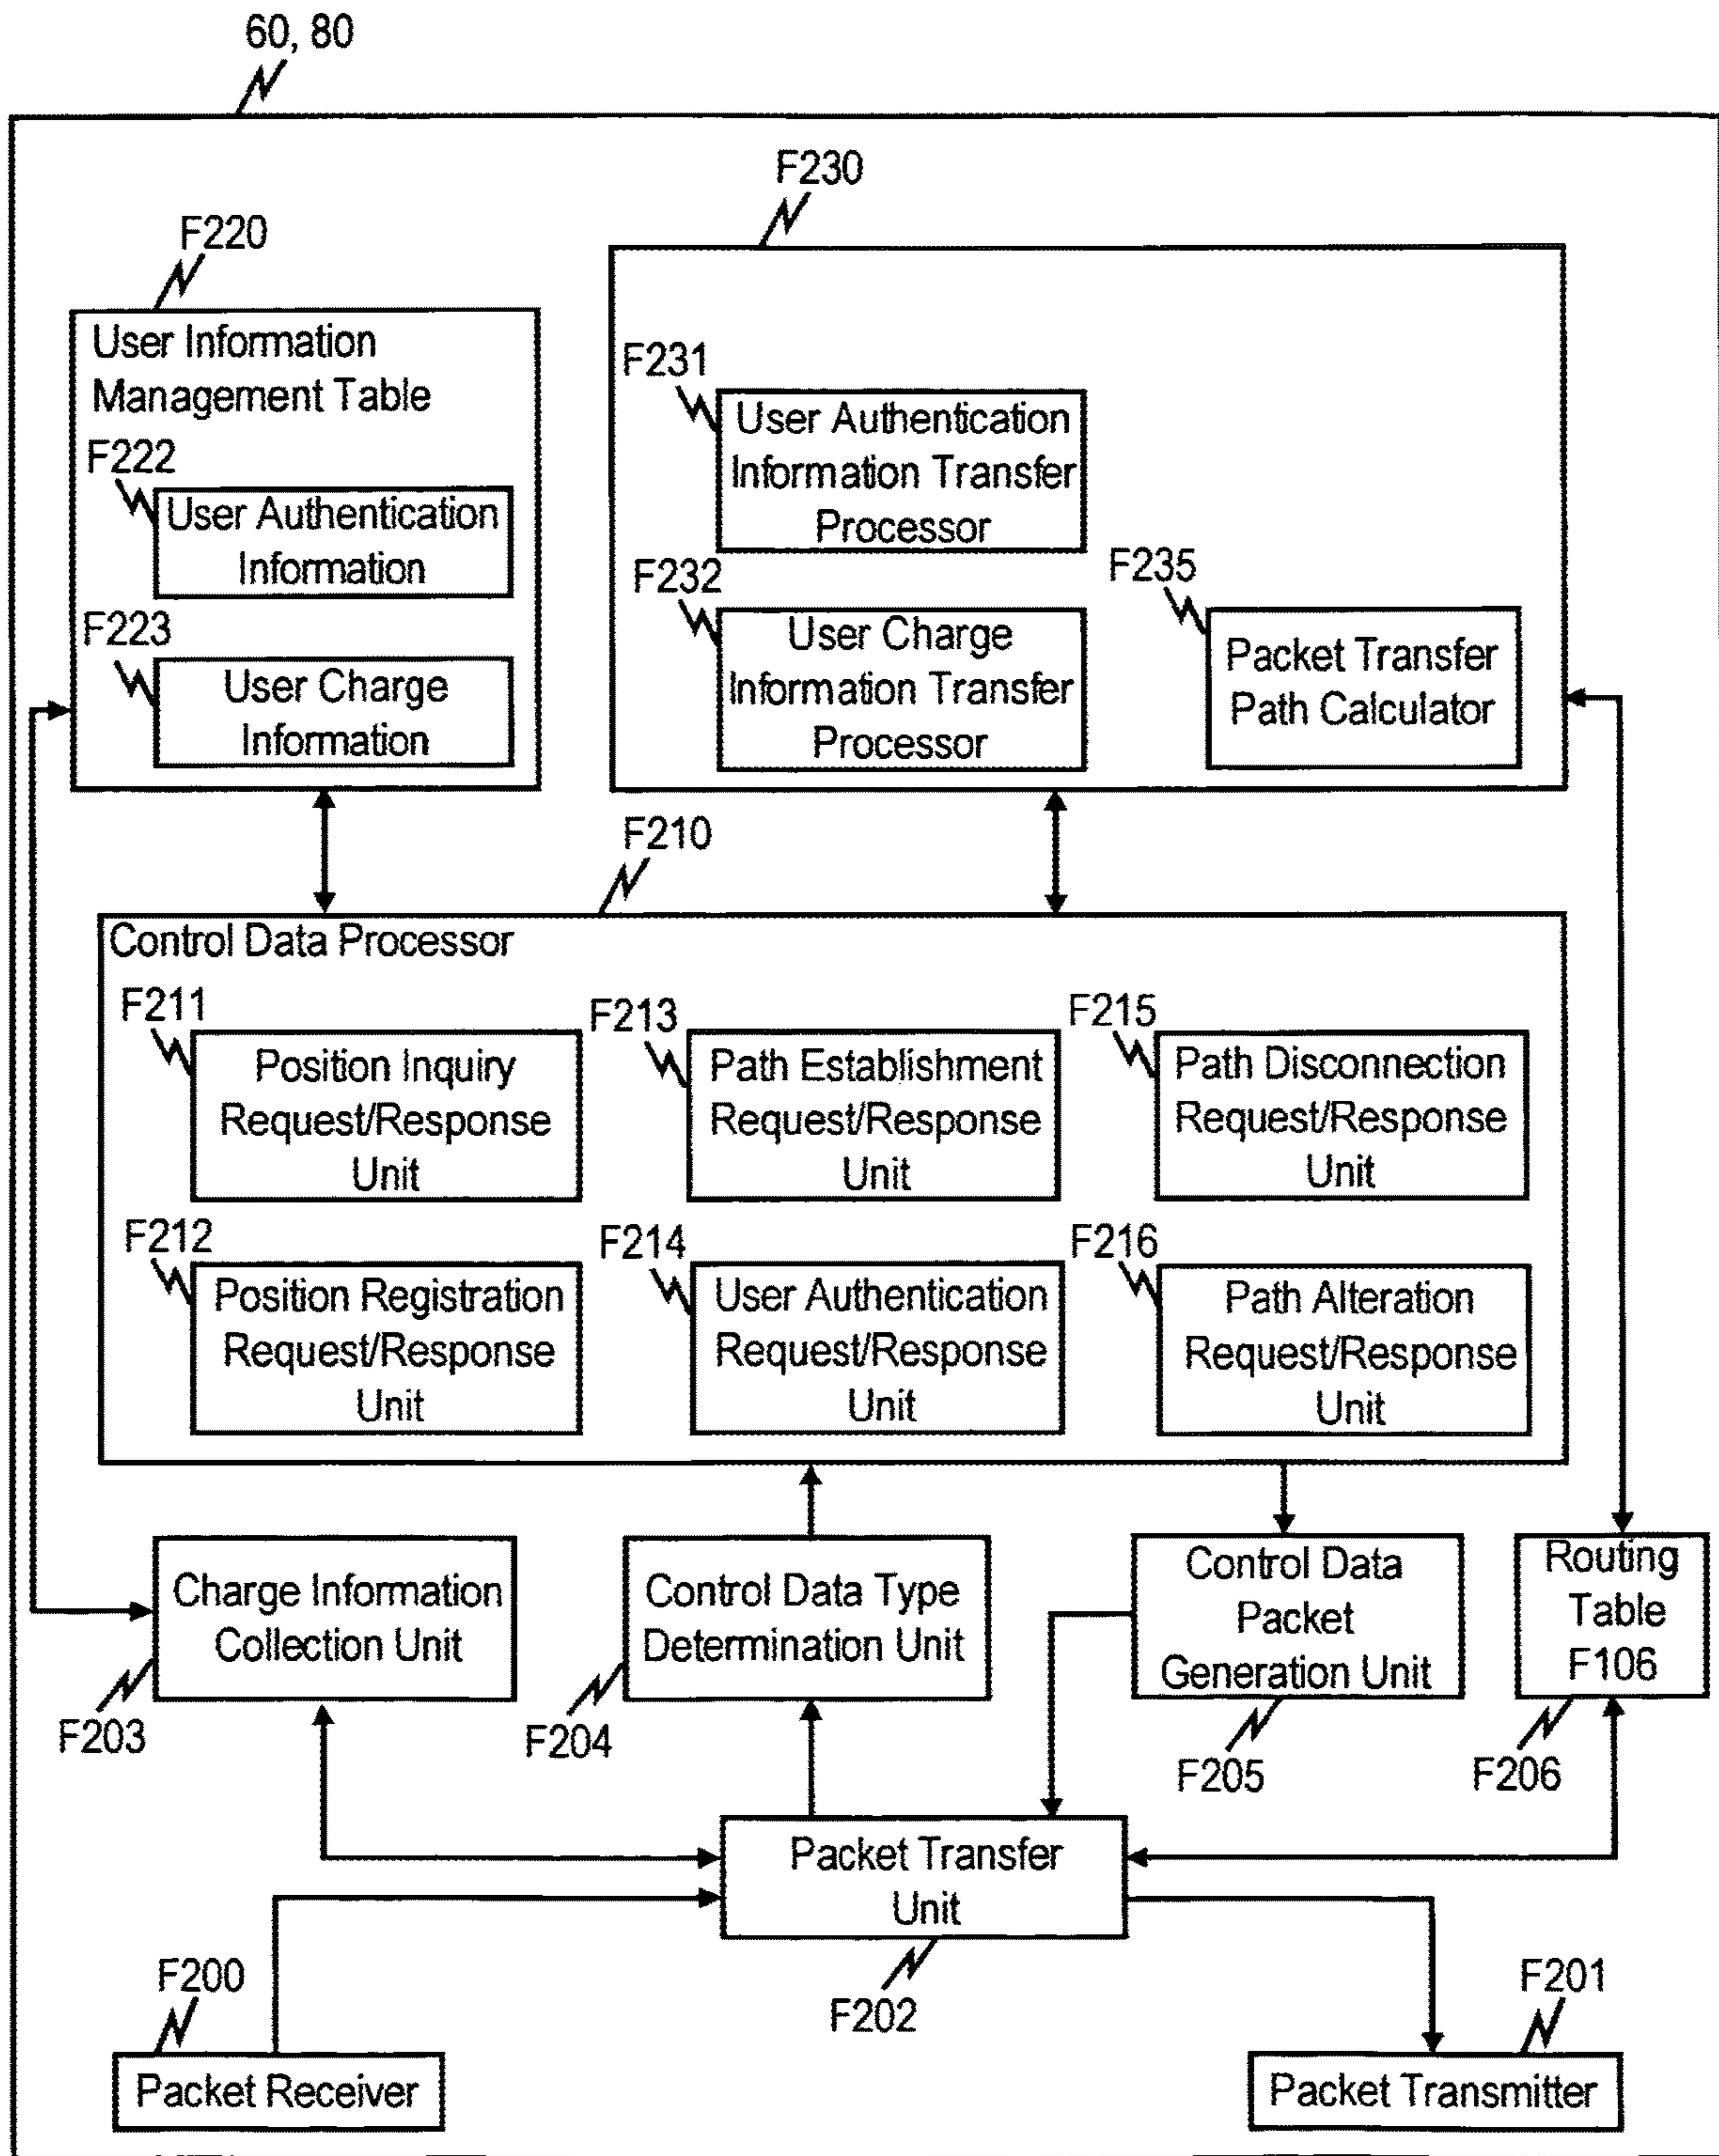 60, 80
F230
F220
User Information
Management Table
F222
User Authentication
Information
F223
User Charge
Information
F231
User Authentication
Information Transfer
Processor
F232
User Charge
Information Transfer
Processor
F235
Packet Transfer
Path Calculator
F210
Control Data Processor
F211
Position Inquiry
Request/Response
Unit
F213
Path Establishment
Request/Response
Unit
F215
Path Disconnection
Request/Response
Unit
F212
Position Registration
Request/Response
Unit
F214
User Authentication
Request/Response
Unit
F216
Path Alteration
Request/Response
Unit
Charge Information
Collection Unit
F203
Control Data Type
Determination Unit
F204
Control Data
Packet
Generation Unit
F205
Routing
Table
F106
F206
Packet Transfer
Unit
F202
F200
Packet Receiver
F201
Packet Transmitter